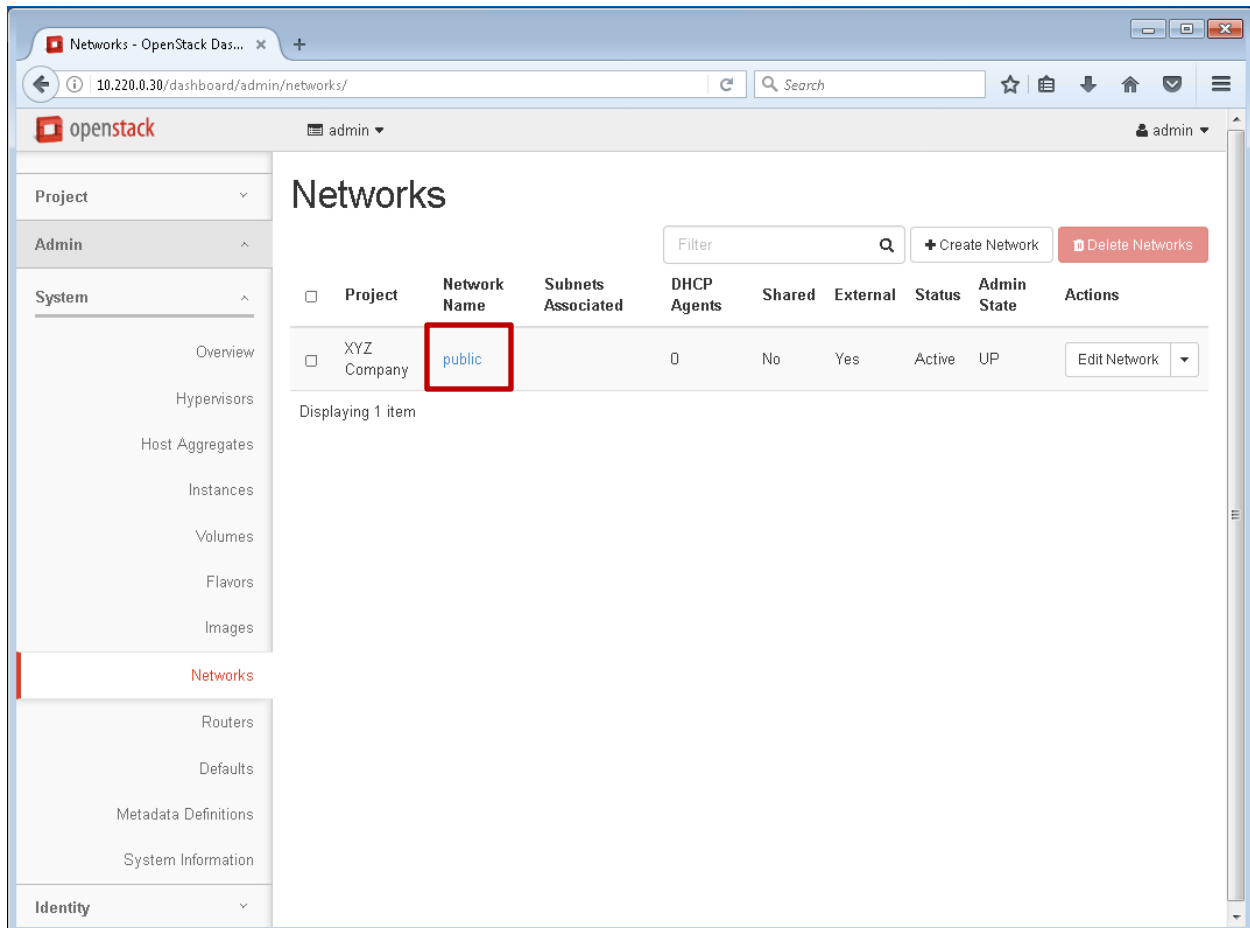 Networks - OpenStack Das... × +
10.220.0.30/dashboard/admin/networks/ Search
openstack admin admin
Project
Admin
System
Overview
Hypervisors
Host Aggregates
Instances
Volumes
Flavors
Images
Networks
Routers
Defaults
Metadata Definitions
System Information
Identity
Networks
Filter + Create Network Delete Networks
Project Network Name Subnets Associated DHCP Agents Shared External Status Admin State Actions
XYZ Company public 0 No Yes Active UP Edit Network
Displaying 1 item